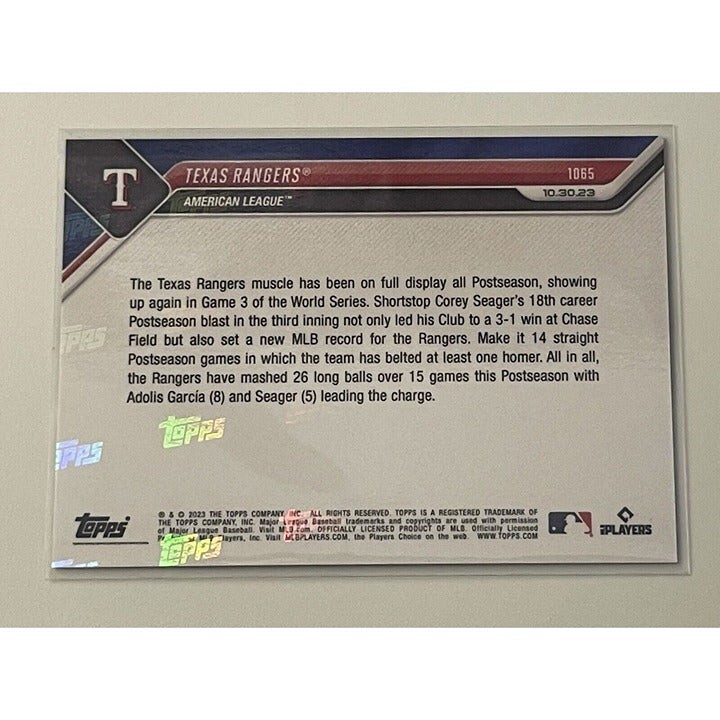 T
TEXAS RANGERS®
1065
AMERICAN LEAGUE™
10.30.23
The Texas Rangers muscle has been on full display all Postseason, showing
up again in Game 3 of the World Series. Shortstop Corey Seager's 18th career
Postseason blast in the third inning not only led his Club to a 3-1 win at Chase
Field but also set a new MLB record for the Rangers. Make it 14 straight
Postseason games in which the team has belted at least one homer. All in all,
the Rangers have mashed 26 long balls over 15 games this Postseason with
Adolis García (8) and Seager (5) leading the charge.
topps
topps
topps
topps
® & © 2023 THE TOPPS COMPANY, INC. ALL RIGHTS RESERVED. TOPPS IS A REGISTERED TRADEMARK OF
THE TOPPS COMPANY, INC. Major League Baseball trademarks and copyrights are used with permission
of Major League Baseball. Visit MLB.com. OFFICIALLY LICENSED PRODUCT OF MLB. Officially Licensed
Players, Inc. Visit MLBPLAYERS.COM, the Players Choice on the web. WWW.TOPPS.COM
topps
PLAYERS